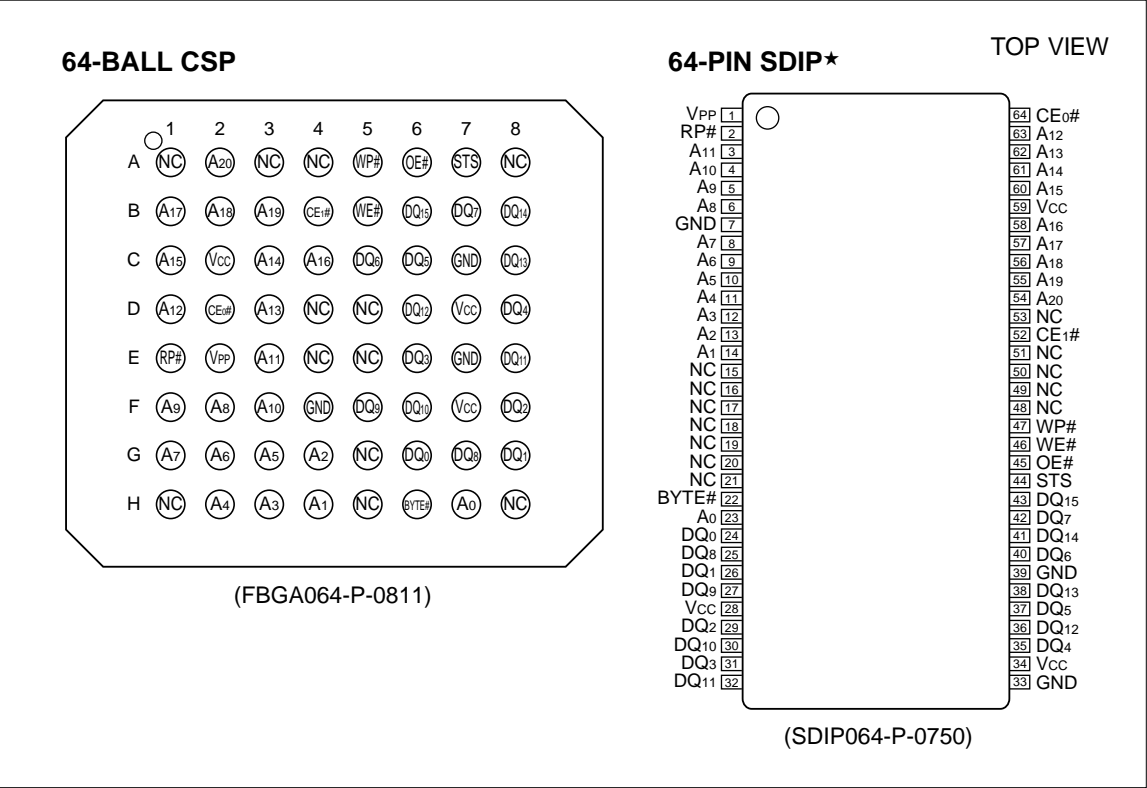 TOP VIEW
64-BALL CSP
1 2 3 4 5 6 7 8
A NC A20 NC NC WP# OE# STS NC
B A17 A18 A19 CE1# WE# DQ15 DQ7 DQ14
C A15 VCC A14 A16 DQ6 DQ5 GND DQ13
D A12 CE0# A13 NC NC DQ12 VCC DQ4
E RP# VPP A11 NC NC DQ3 GND DQ11
F A9 A8 A10 GND DQ9 DQ10 VCC DQ2
G A7 A6 A5 A2 NC DQ0 DQ8 DQ1
H NC A4 A3 A1 NC BYTE# A0 NC
(FBGA064-P-0811)
64-PIN SDIP★
VPP 1 64 CE0#
RP# 2 63 A12
A11 3 62 A13
A10 4 61 A14
A9 5 60 A15
A8 6 59 VCC
GND 7 58 A16
A7 8 57 A17
A6 9 56 A18
A5 10 55 A19
A4 11 54 A20
A3 12 53 NC
A2 13 52 CE1#
A1 14 51 NC
NC 15 50 NC
NC 16 49 NC
NC 17 48 NC
NC 18 47 WP#
NC 19 46 WE#
NC 20 45 OE#
NC 21 44 STS
BYTE# 22 43 DQ15
A0 23 42 DQ7
DQ0 24 41 DQ14
DQ8 25 40 DQ6
DQ1 26 39 GND
DQ9 27 38 DQ13
VCC 28 37 DQ5
DQ2 29 36 DQ12
DQ10 30 35 DQ4
DQ3 31 34 VCC
DQ11 32 33 GND
(SDIP064-P-0750)